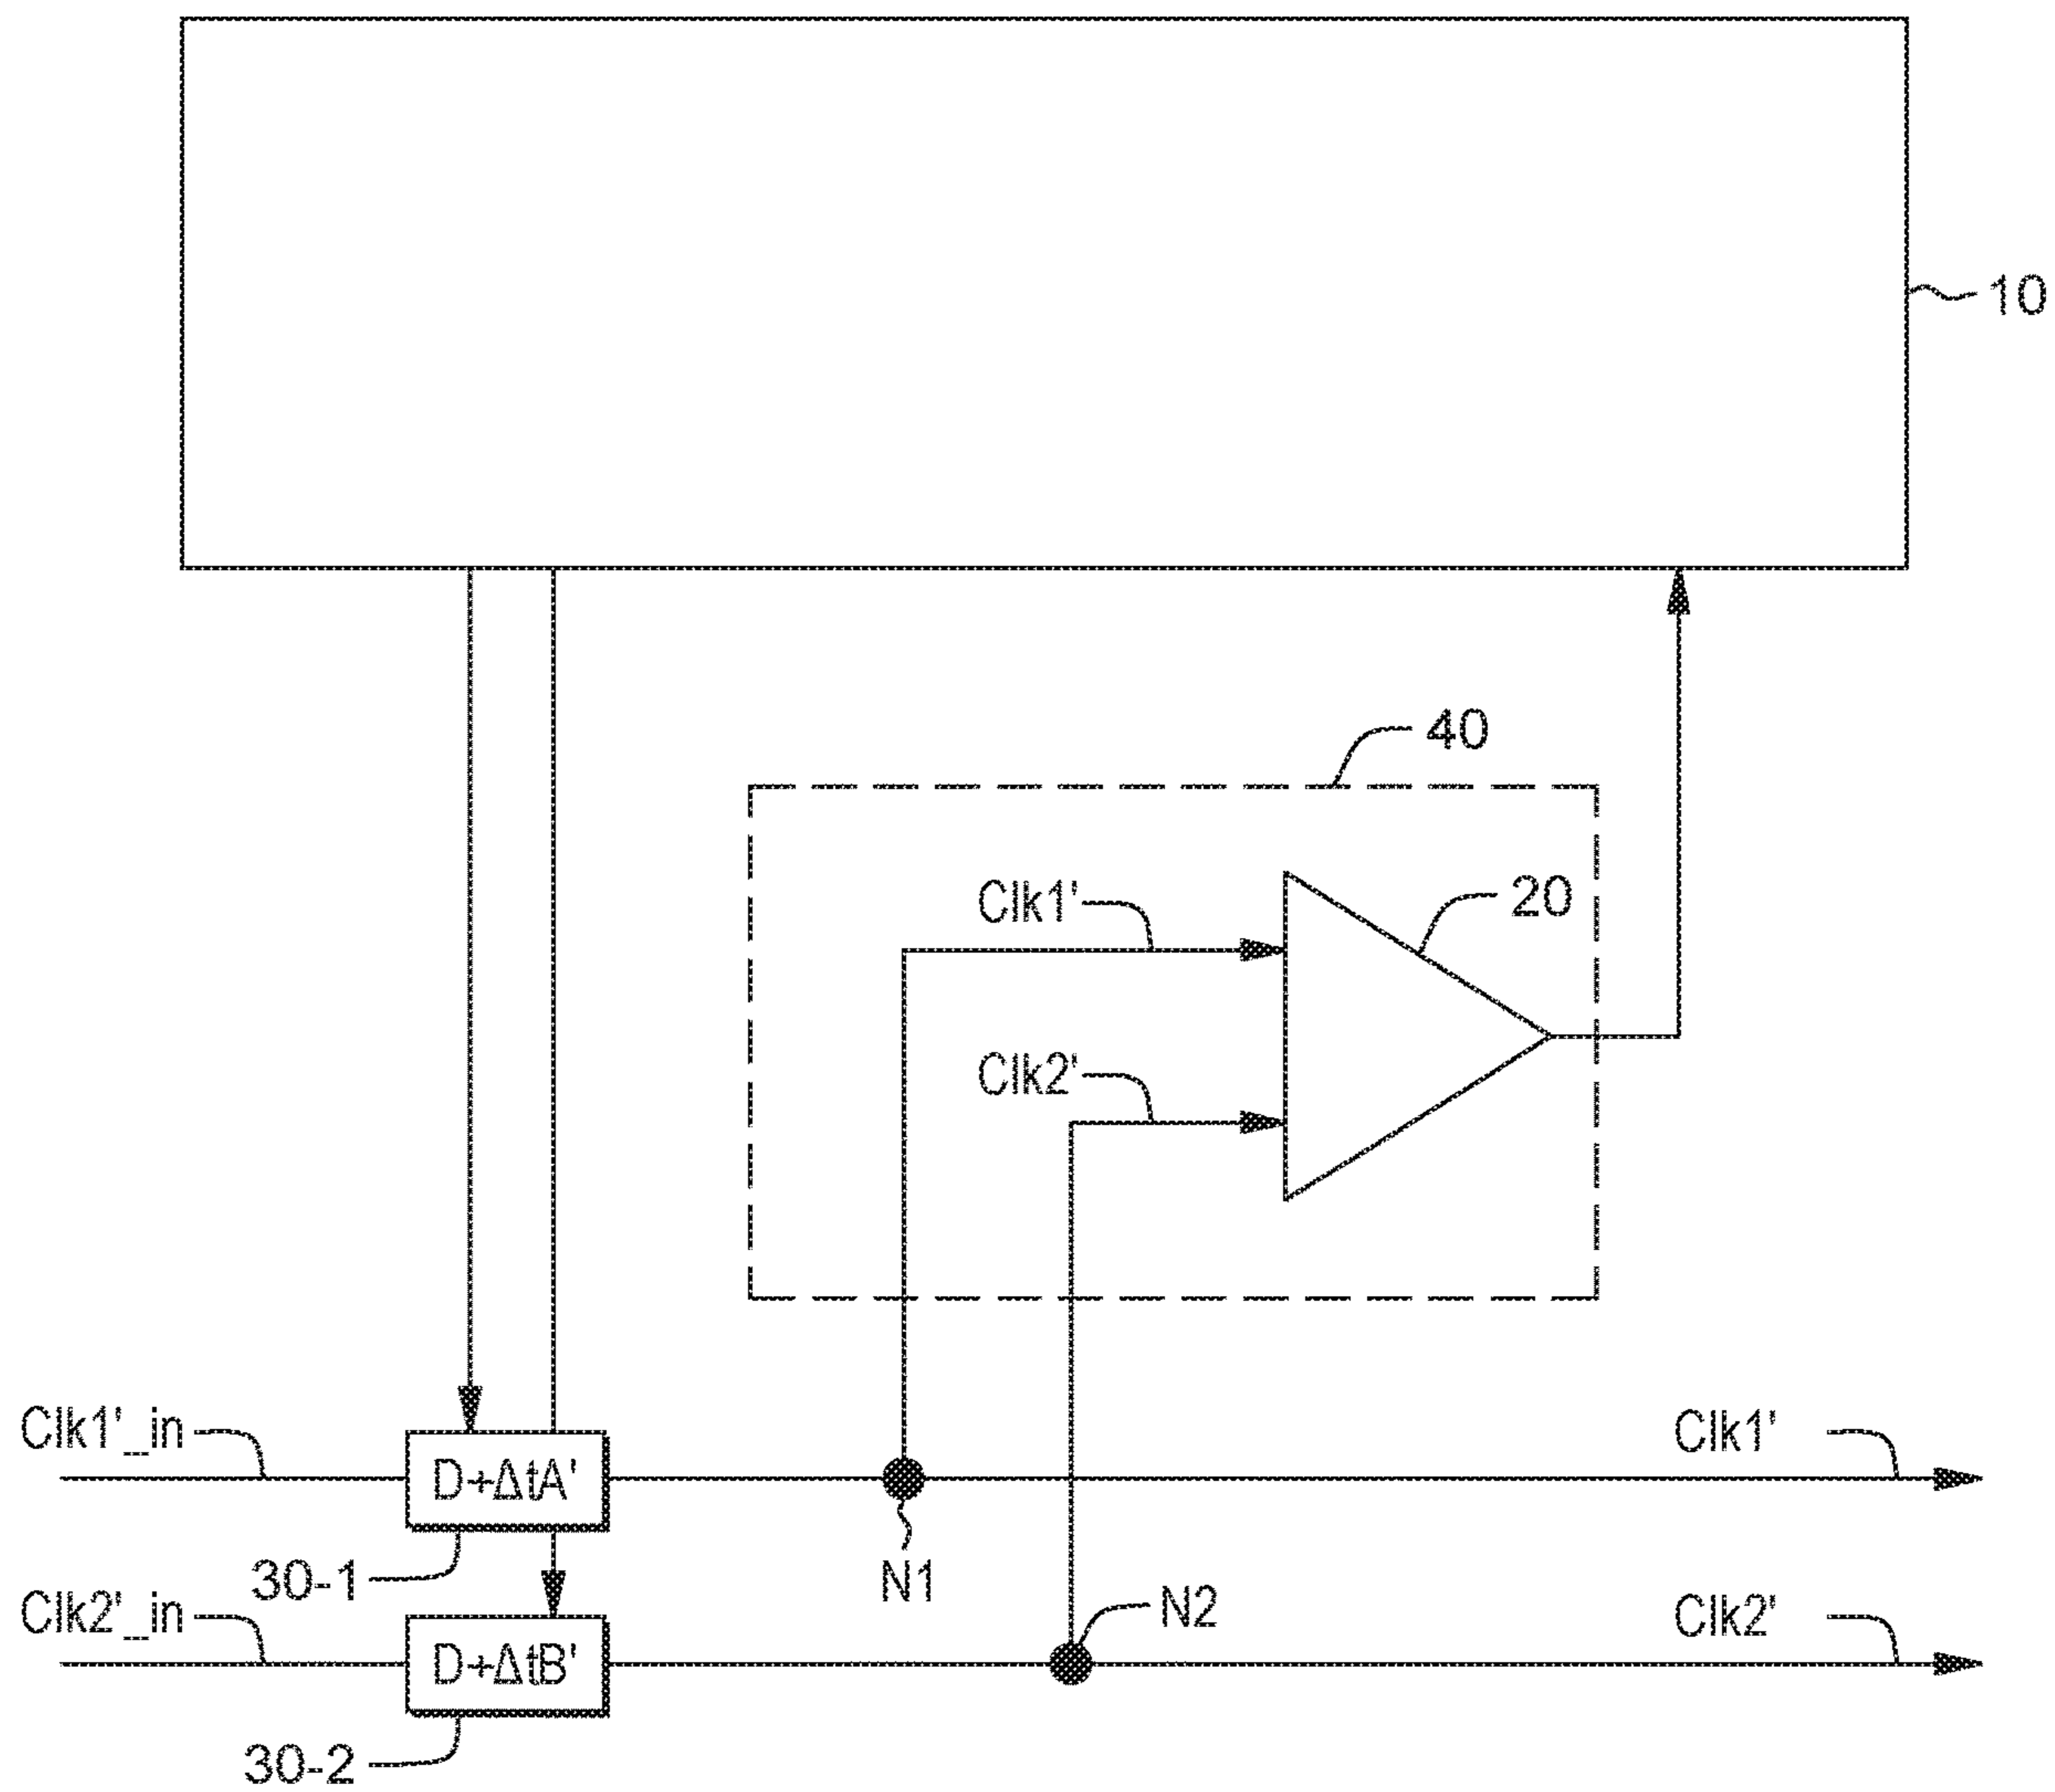 10
40
Clk1'
20
Clk2'
Clk1'_in
D+ΔtA'
Clk1'
30-1
N1
Clk2'_in
D+ΔtB'
N2
Clk2'
30-2